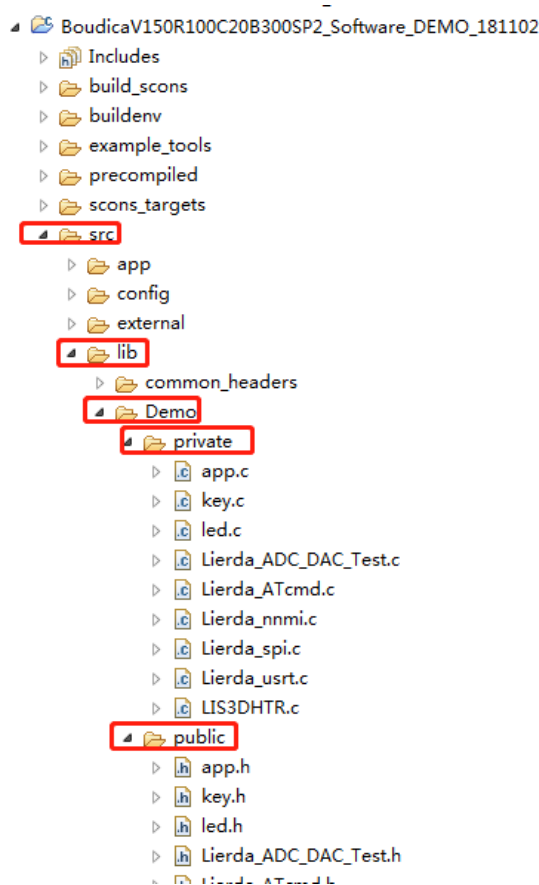 BoudicaV150R100C20B300SP2_Software_DEMO_181102
Includes
build_scons
buildenv
example_tools
precompiled
scons_targets
src
app
config
external
lib
common_headers
Demo
private
app.c
key.c
led.c
Lierda_ADC_DAC_Test.c
Lierda_ATcmd.c
Lierda_nnmi.c
Lierda_spi.c
Lierda_usrt.c
LIS3DHTR.c
public
app.h
key.h
led.h
Lierda_ADC_DAC_Test.h
Lierda_ATcmd.h